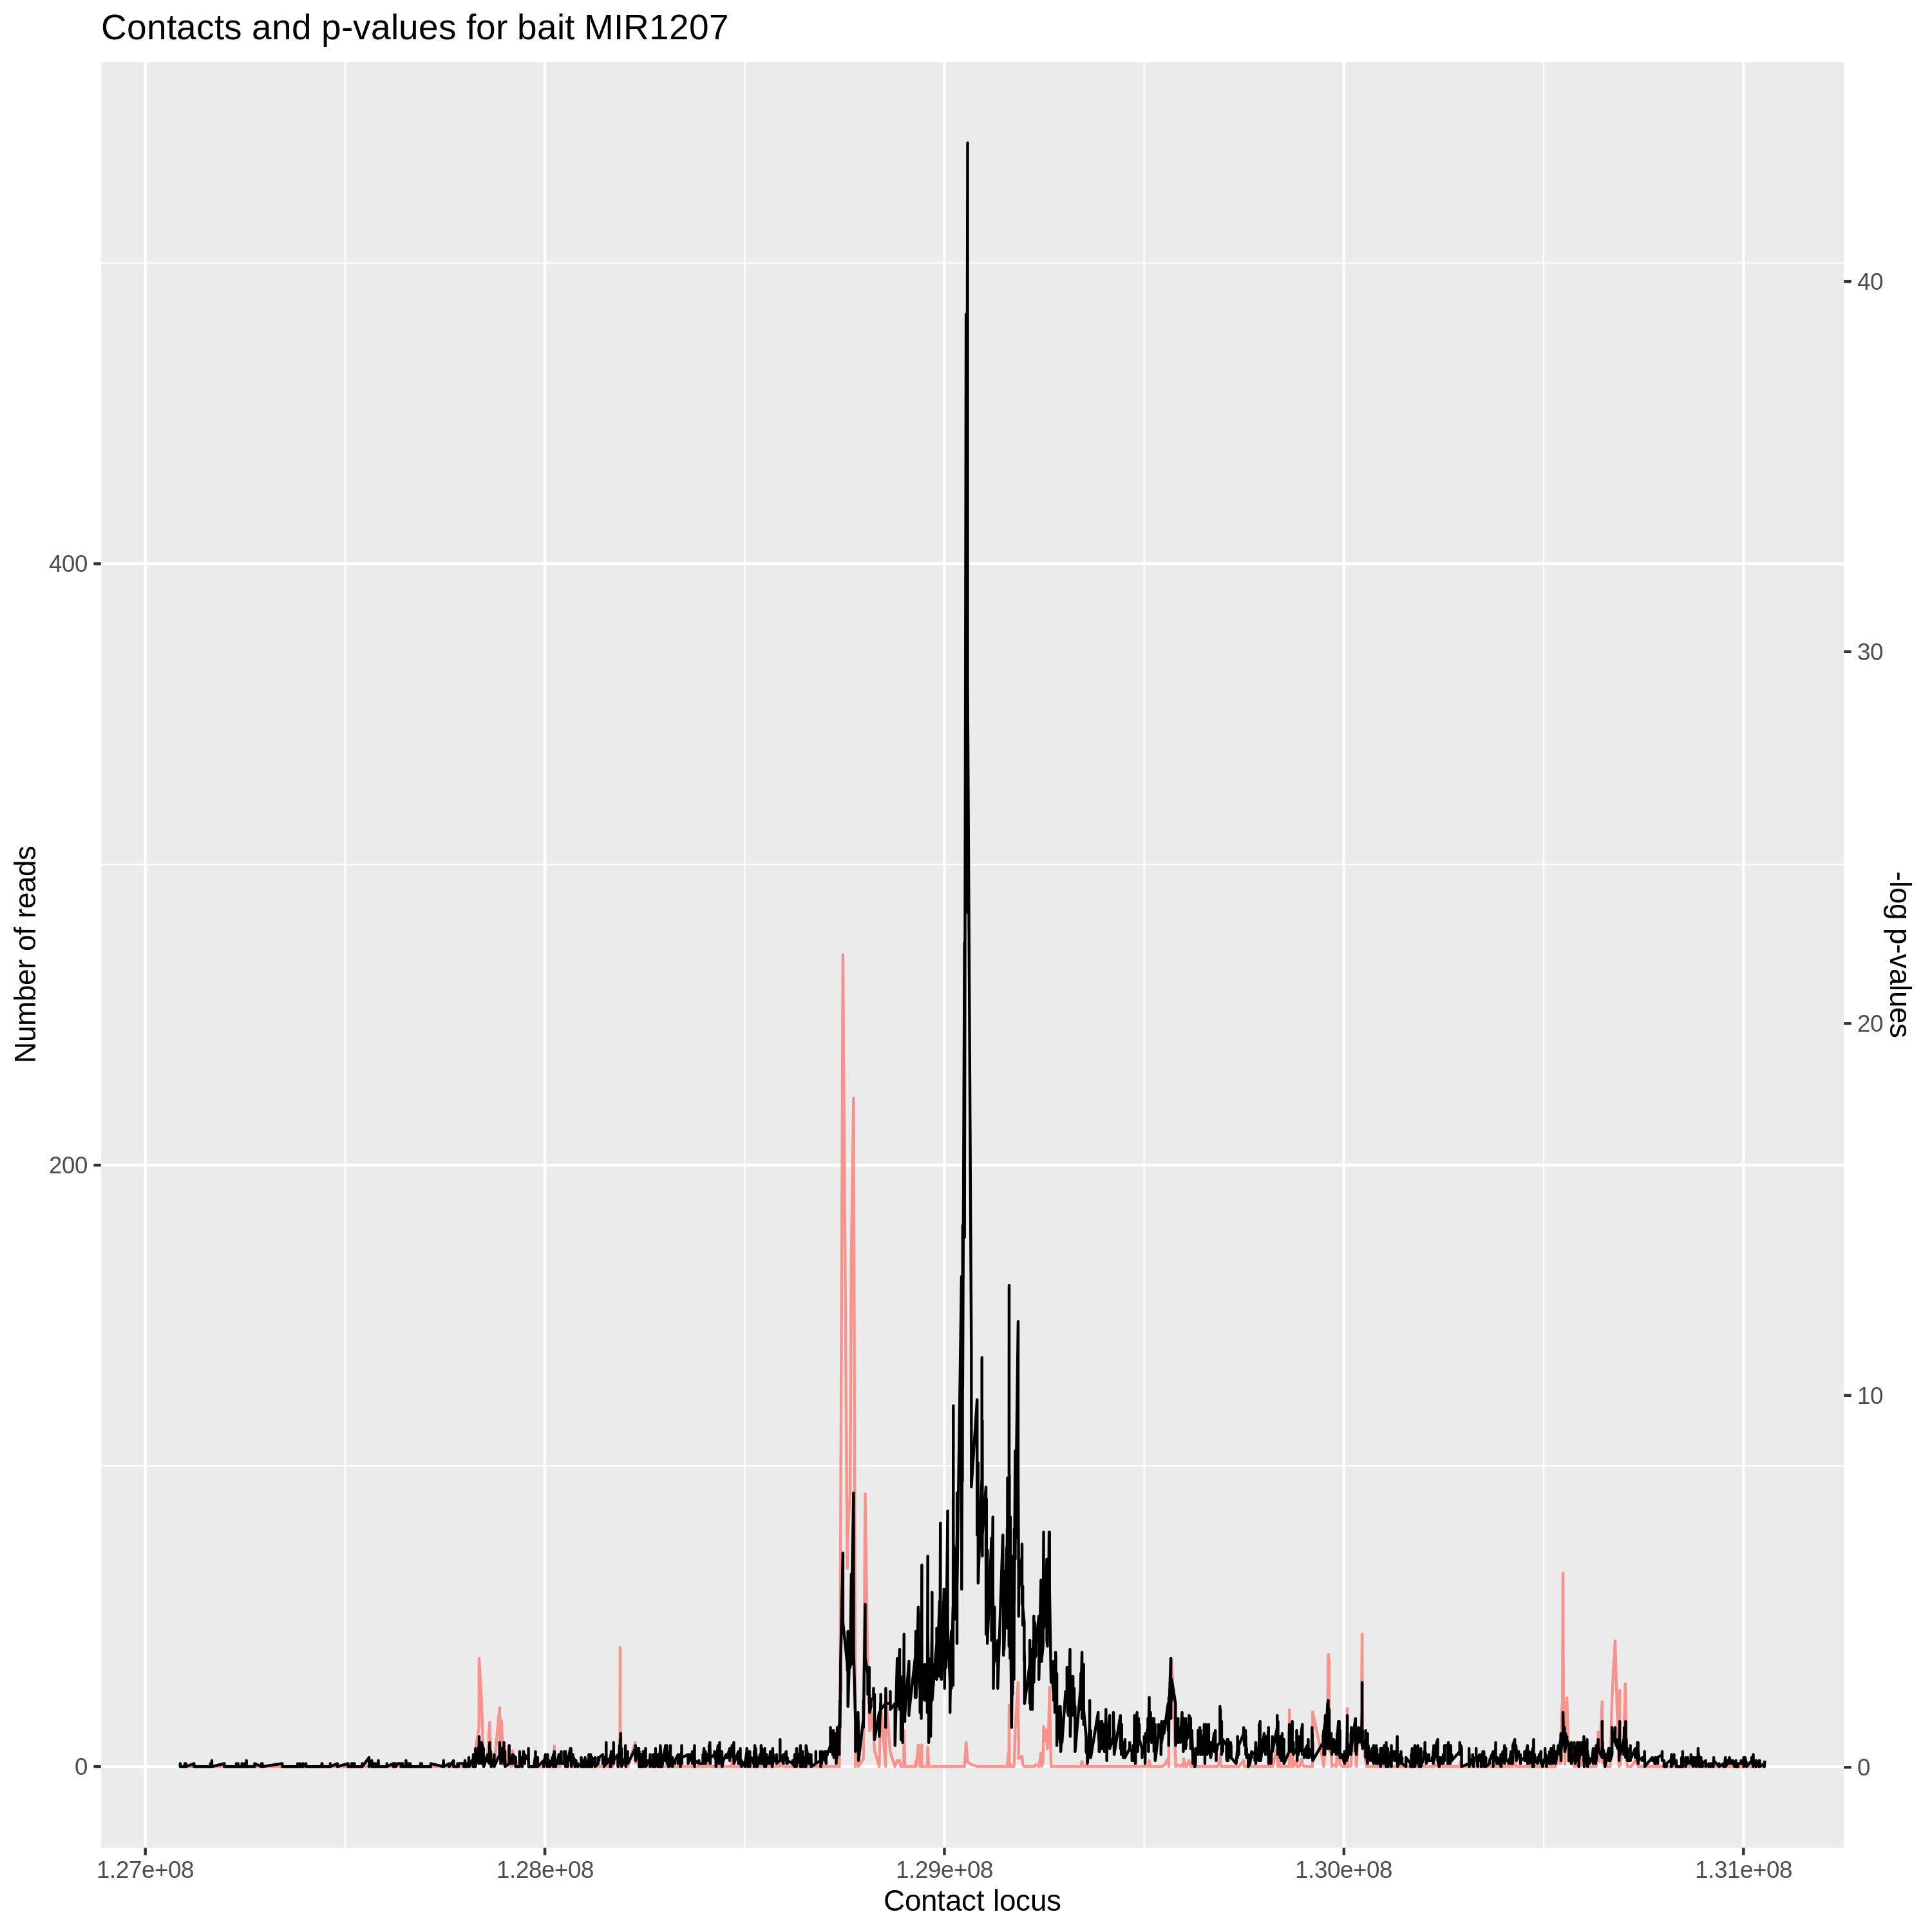 Contacts and p-values for bait MIR1207
Number of reads
400
200
0
40
30
20
10
0
-log p-values
1.27e+08 1.28e+08 1.29e+08 1.30e+08 1.31e+08
Contact locus